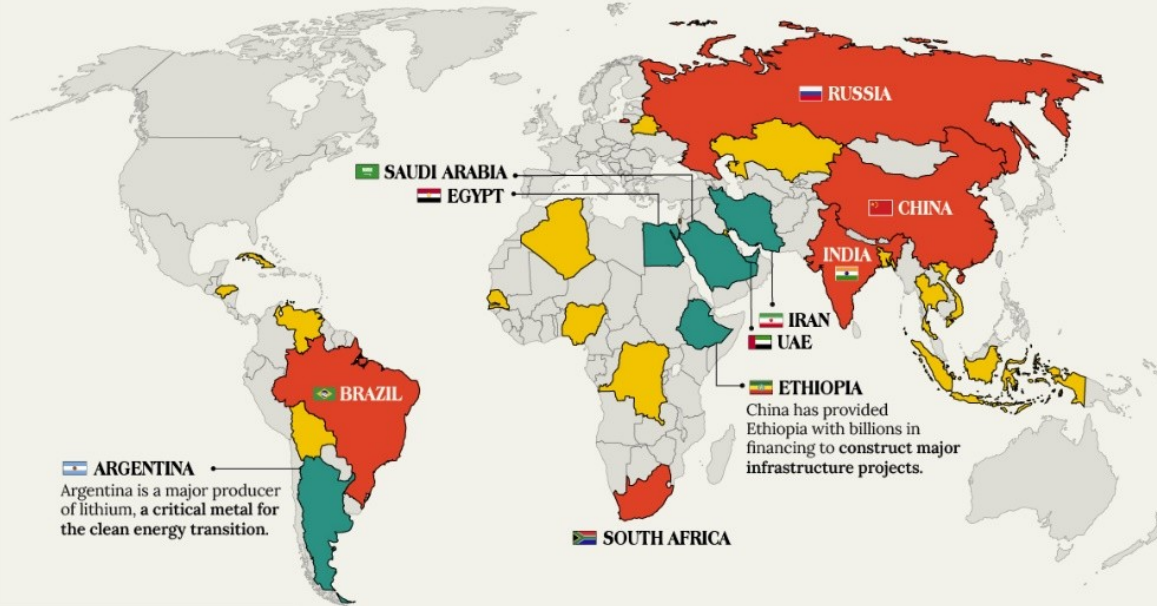 RUSSIA
SAUDI ARABIA
EGYPT
CHINA
INDIA
IRAN
UAE
BRAZIL
ETHIOPIA
China has provided
Ethiopia with billions in
financing to construct major
infrastructure projects.
ARGENTINA
Argentina is a major producer
of lithium, a critical metal for
the clean energy transition.
SOUTH AFRICA